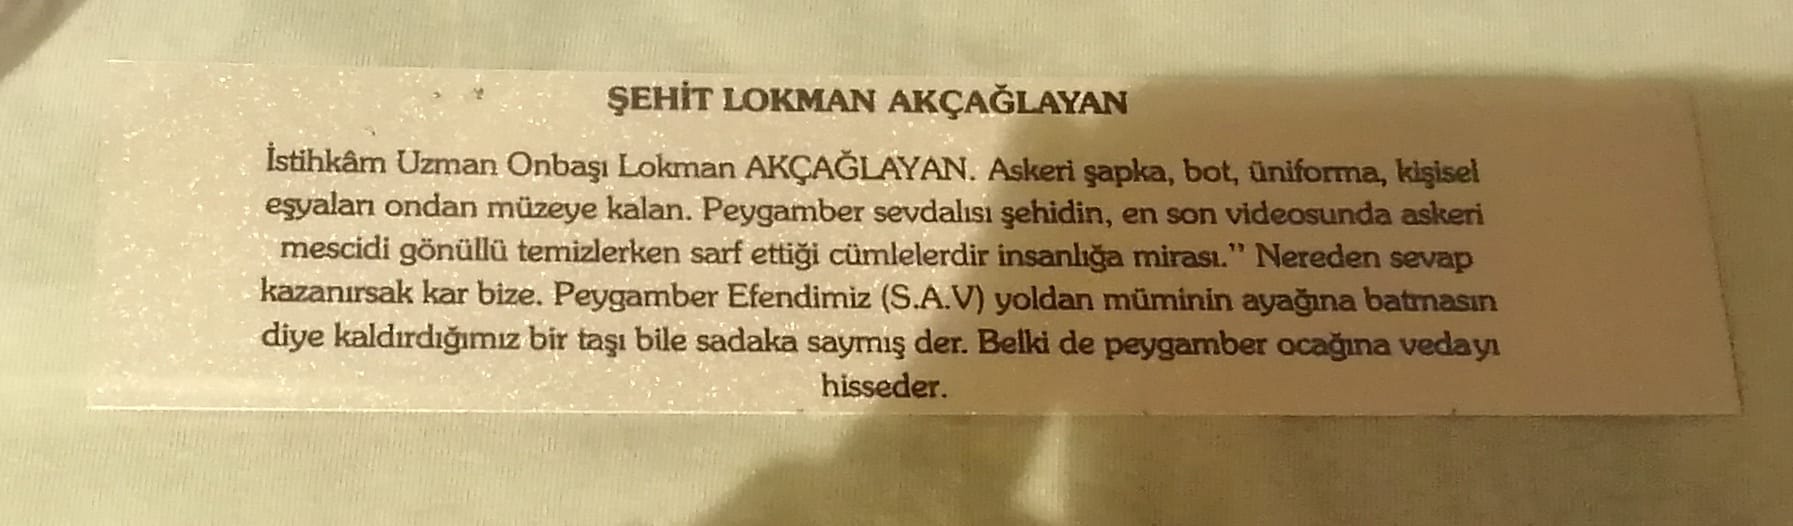 ŞEHİT LOKMAN AKÇAĞLAYAN
İstihkâm Uzman Onbaşı Lokman AKÇAĞLAYAN. Askeri şapka, bot, üniforma, kişisel
eşyaları ondan müzeye kalan. Peygamber sevdalısı şehidin, en son videosunda askeri
mescidi gönüllü temizlerken sarf ettiği cümlelerdir insanlığa mirası.” Nereden sevap
kazanırsak kar bize. Peygamber Efendimiz (S.A.V) yoldan müminin ayağına batmasın
diye kaldırdığımız bir taşı bile sadaka saymış der. Belki de peygamber ocağına vedayı
hisseder.